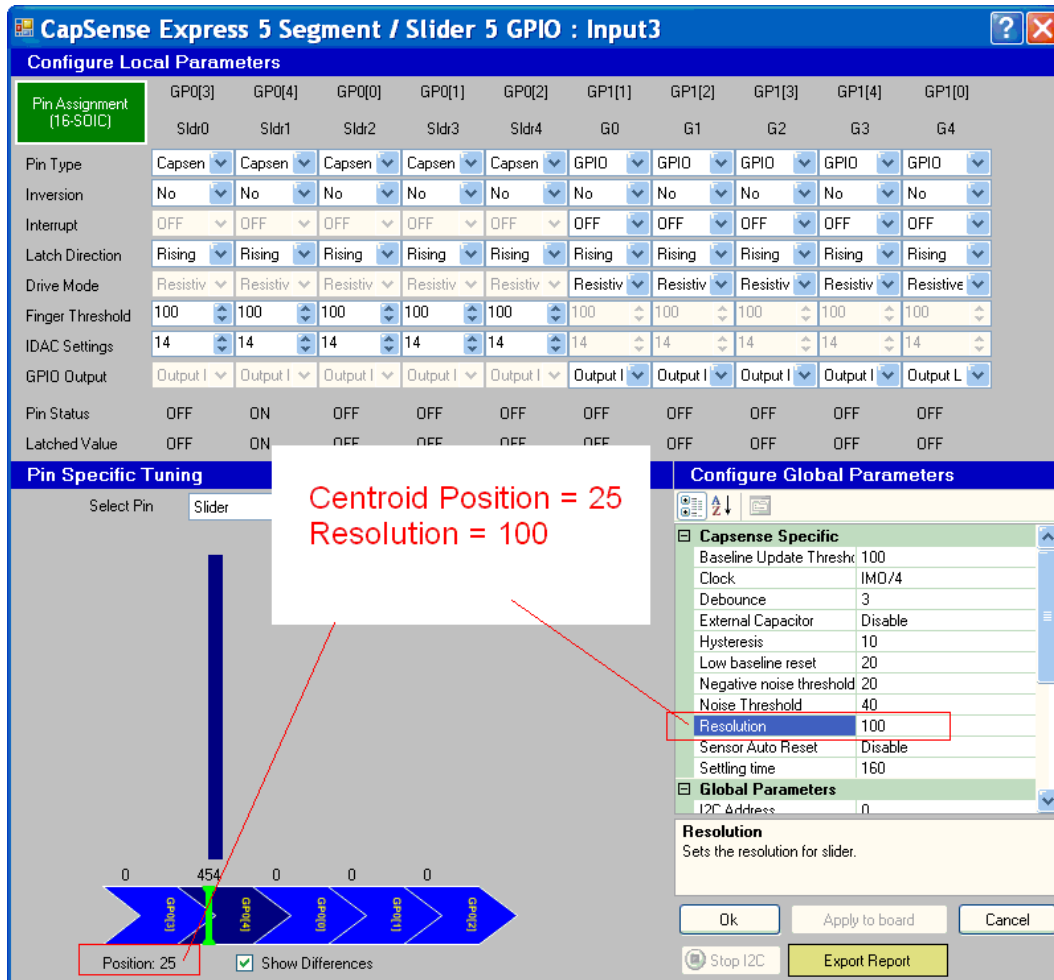 CapSense Express 5 Segment / Slider 5 GPIO : Input3
Configure Local Parameters
Pin Assignment (16-SOIC) GP0[3] GP0[4] GP0[0] GP0[1] GP0[2] GP1[1] GP1[2] GP1[3] GP1[4] GP1[0]
Sldr0 Sldr1 Sldr2 Sldr3 Sldr4 G0 G1 G2 G3 G4
Pin Type Capsen Capsen Capsen Capsen Capsen GPIO GPIO GPIO GPIO GPIO
Inversion No No No No No No No No No No
Interrupt OFF OFF OFF OFF OFF OFF OFF OFF OFF OFF
Latch Direction Rising Rising Rising Rising Rising Rising Rising Rising Rising Rising
Drive Mode Resistiv Resistiv Resistiv Resistiv Resistiv Resistiv Resistiv Resistiv Resistiv Resistive
Finger Threshold 100 100 100 100 100 100 100 100 100 100
IDAC Settings 14 14 14 14 14 14 14 14 14 14
GPIO Output Output l Output l Output l Output l Output l Output l Output l Output l Output l Output L
Pin Status OFF ON OFF OFF OFF OFF OFF OFF OFF OFF
Latched Value OFF ON OFF OFF OFF OFF OFF OFF OFF OFF
Pin Specific Tuning
Select Pin Slider
Centroid Position = 25
Resolution = 100
0 454 0 0 0
GP0[3] GP0[4] GP0[0] GP0[1] GP0[2]
Position: 25 Show Differences
Configure Global Parameters
Capsense Specific
Baseline Update Thresho 100
Clock IMO/4
Debounce 3
External Capacitor Disable
Hysteresis 10
Low baseline reset 20
Negative noise threshold 20
Noise Threshold 40
Resolution 100
Sensor Auto Reset Disable
Settling time 160
Global Parameters
I2C Address 0
Resolution
Sets the resolution for slider.
Ok Apply to board Cancel
Stop I2C Export Report